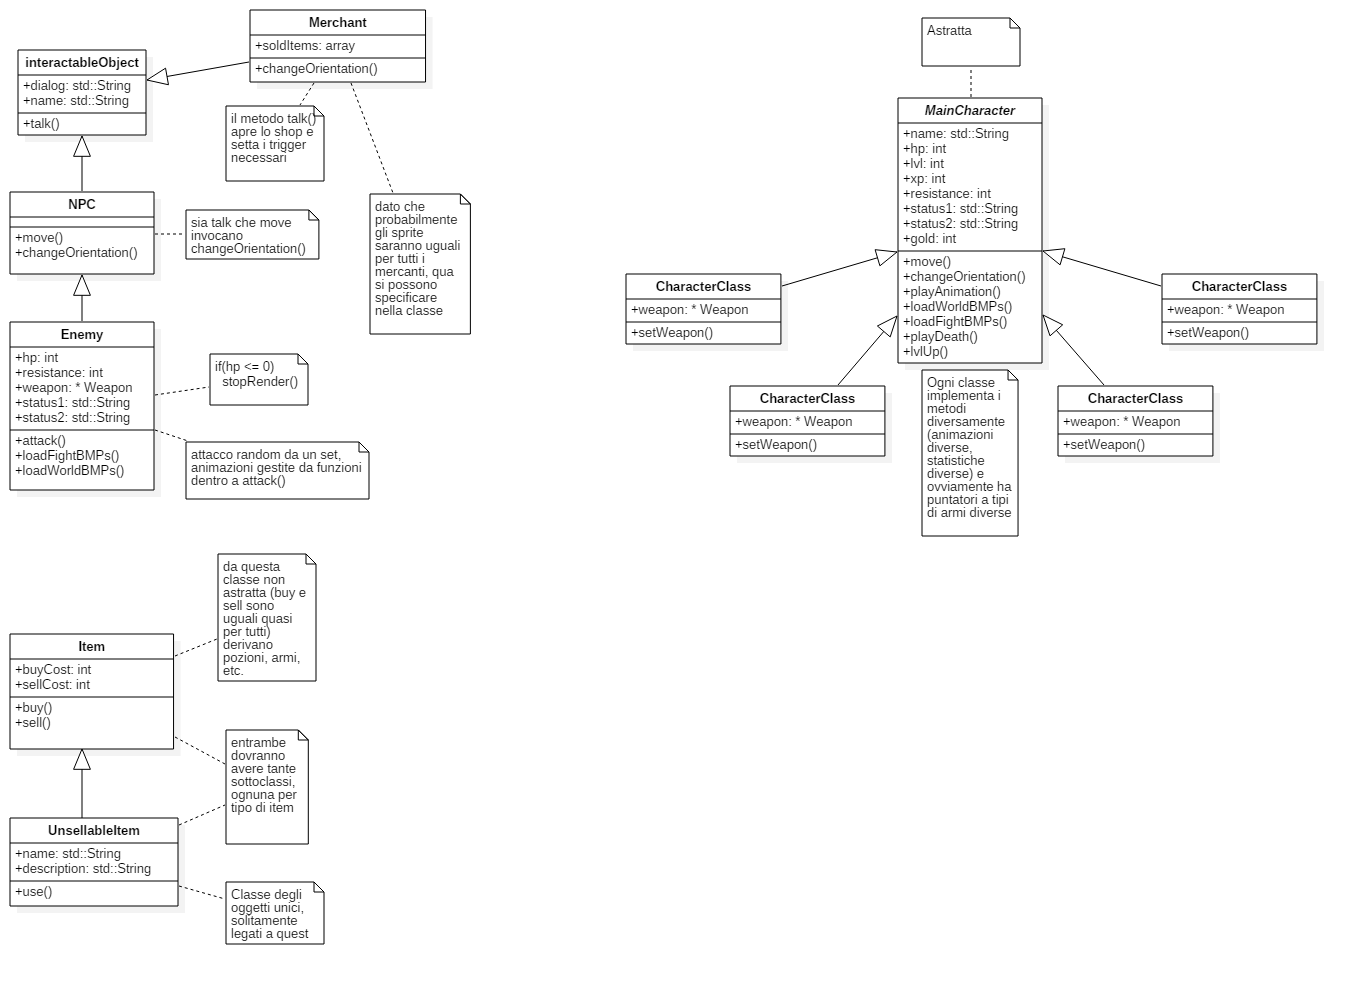 Merchant
+soldItems: array
+changeOrientation()
interactableObject
+dialog: std::String
+name: std::String
+talk()
il metodo talk()
apre lo shop e
setta i trigger
necessari
dato che
probabilmente
gli sprite
saranno uguali
per tutti i
mercanti, qua
si possono
specificare
nella classe
NPC
+move()
+changeOrientation()
sia talk che move
invocano
changeOrientation()
Enemy
+hp: int
+resistance: int
+weapon: * Weapon
+status1: std::String
+status2: std::String
+attack()
+loadFightBMPs()
+loadWorldBMPs()
if(hp <= 0)
stopRender()
attacco random da un set,
animazioni gestite da funzioni
dentro a attack()
Astratta
MainCharacter
+name: std::String
+hp: int
+lvl: int
+xp: int
+resistance: int
+status1: std::String
+status2: std::String
+gold: int
+move()
+changeOrientation()
+playAnimation()
+loadWorldBMPs()
+loadFightBMPs()
+playDeath()
+lvlUp()
CharacterClass
+weapon: * Weapon
+setWeapon()
CharacterClass
+weapon: * Weapon
+setWeapon()
CharacterClass
+weapon: * Weapon
+setWeapon()
CharacterClass
+weapon: * Weapon
+setWeapon()
Ogni classe
implementa i
metodi
diversamente
(animazioni
diverse,
statistiche
diverse) e
ovviamente ha
puntatori a tipi
di armi diverse
da questa
classe non
astratta (buy e
sell sono
uguali quasi
per tutti)
derivano
pozioni, armi,
etc.
Item
+buyCost: int
+sellCost: int
+buy()
+sell()
entrambe
dovranno
avere tante
sottoclassi,
ognuna per
tipo di item
UnsellableItem
+name: std::String
+description: std::String
+use()
Classe degli
oggetti unici,
solitamente
legati a quest